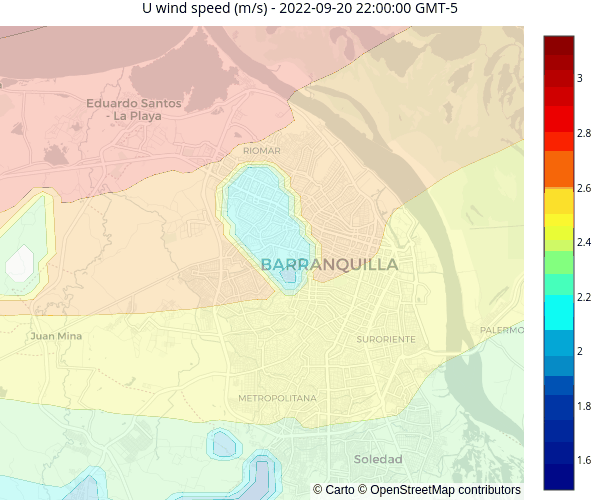 U wind speed (m/s) - 2022-09-20 22:00:00 GMT-5
Eduardo Santos
- La Playa
RIOMAR
BARRANQUILLA
Juan Mina
SURORIENTE
PALERMO
METROPOLITANA
Soledad
© Carto © OpenStreetMap contributors
3
2.8
2.6
2.4
2.2
2
1.8
1.6